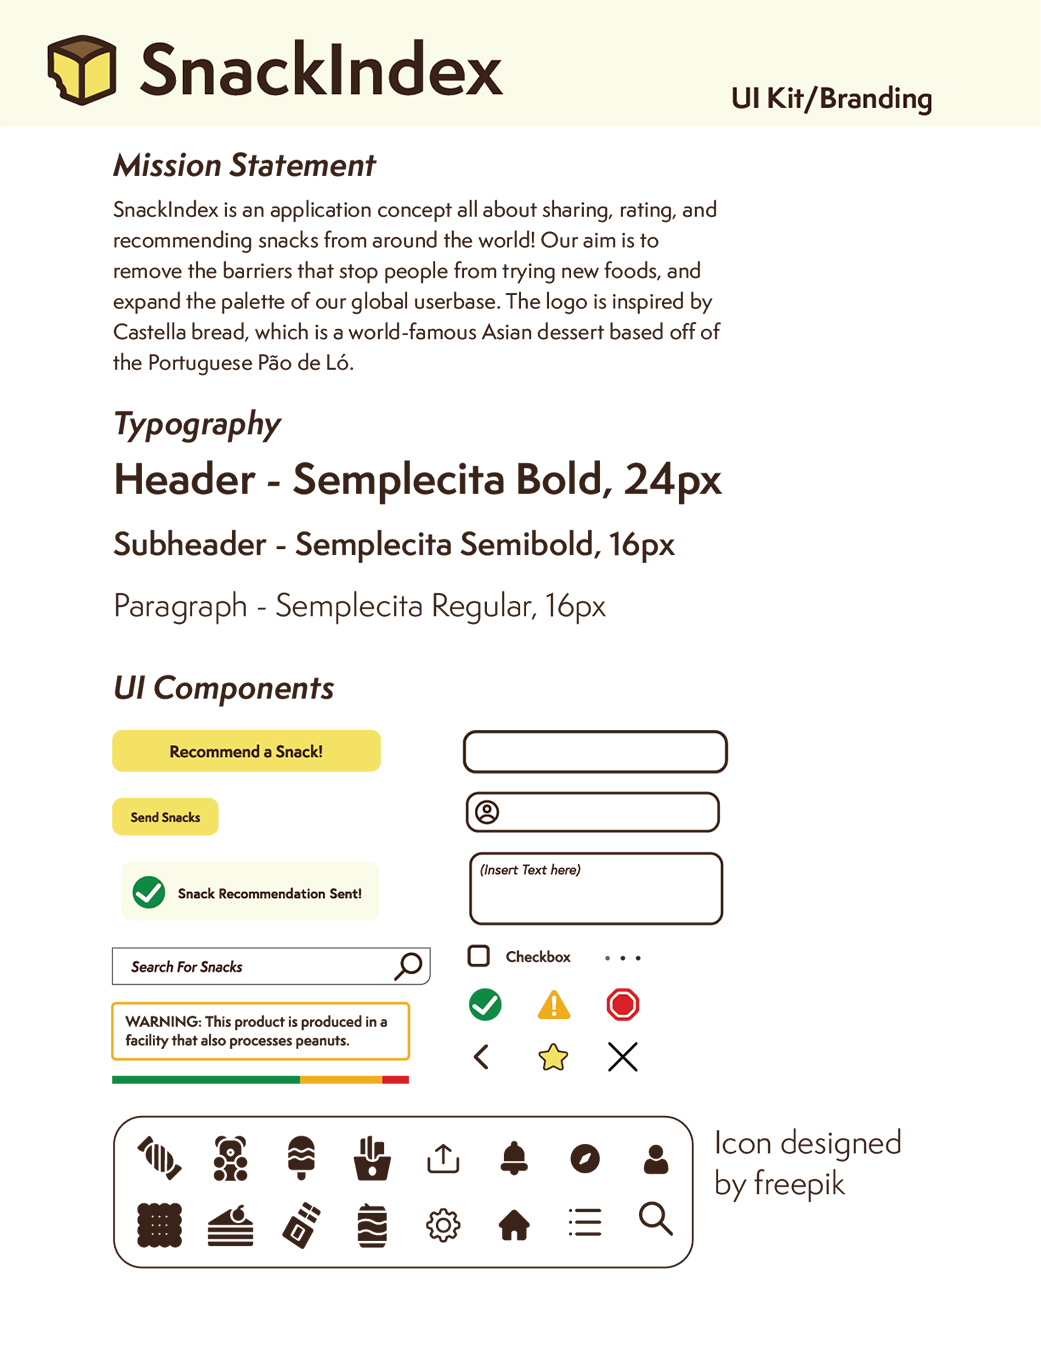 SnackIndex
UI Kit/Branding
Mission Statement
SnackIndex is an application concept all about sharing, rating, and
recommending snacks from around the world! Our aim is to
remove the barriers that stop people from trying new foods, and
expand the palette of our global userbase. The logo is inspired by
Castella bread, which is a world-famous Asian dessert based off of
the Portuguese Pão de Ló.
Typography
Header - Semplecita Bold, 24px
Subheader - Semplecita Semibold, 16px
Paragraph - Semplecita Regular, 16px
UI Components
Recommend a Snack!
Send Snacks
(Insert Text here)
Snack Recommendation Sent!
Checkbox
Search For Snacks
WARNING: This product is produced in a
facility that also processes peanuts.
Icon designed
by freepik